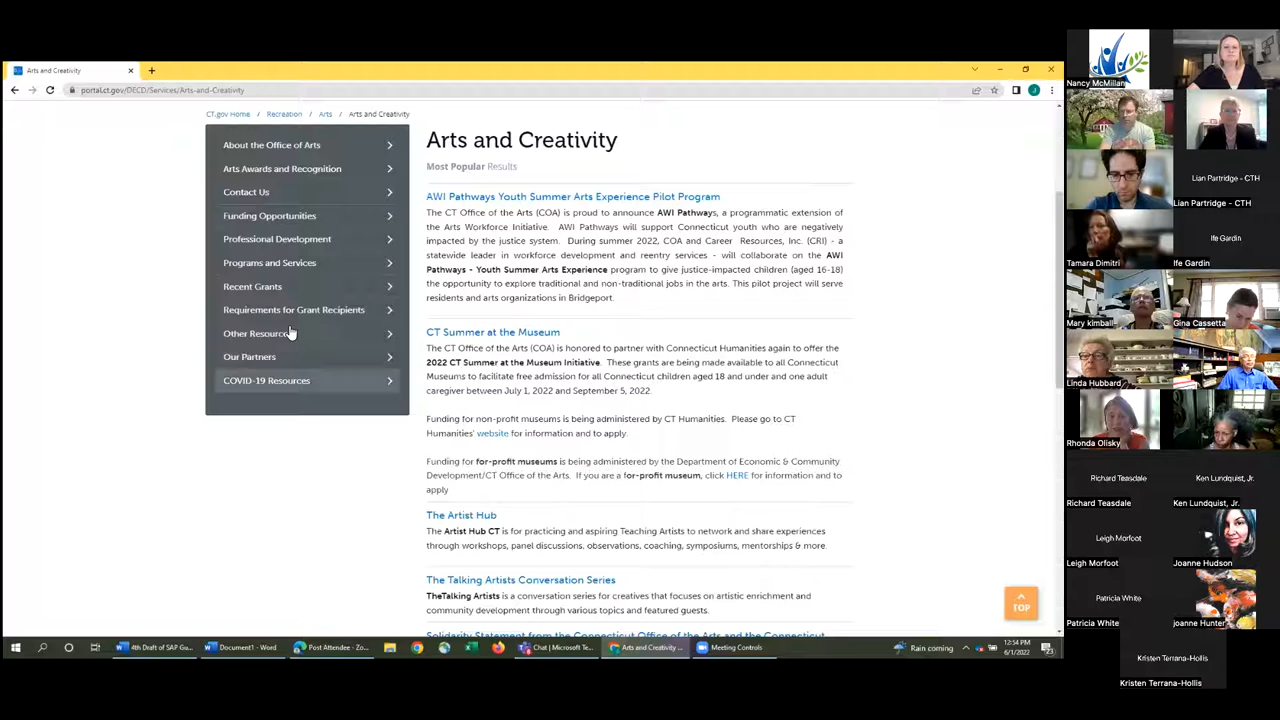 Arts and Creativity
portal.ct.gov/DECD/Services/Arts-and-Creativity
CT.gov Home / Recreation / Arts / Arts and Creativity
About the Office of Arts
Arts Awards and Recognition
Contact Us
Funding Opportunities
Professional Development
Programs and Services
Recent Grants
Requirements for Grant Recipients
Other Resources
Our Partners
COVID-19 Resources
Arts and Creativity
Most Popular Results
AWI Pathways Youth Summer Arts Experience Pilot Program
The CT Office of the Arts (COA) is proud to announce AWI Pathways, a programmatic extension of
the Arts Workforce Initiative. AWI Pathways will support Connecticut youth who are negatively
impacted by the justice system. During summer 2022, COA and Career Resources, Inc. (CRI) - a
statewide leader in workforce development and reentry services - will collaborate on the AWI
Pathways - Youth Summer Arts Experience program to give justice-impacted children (aged 16-18)
the opportunity to explore traditional and non-traditional jobs in the arts. This pilot project will serve
residents and arts organizations in Bridgeport.
CT Summer at the Museum
The CT Office of the Arts (COA) is honored to partner with Connecticut Humanities again to offer the
2022 CT Summer at the Museum Initiative. These grants are being made available to all Connecticut
Museums to facilitate free admission for all Connecticut children aged 18 and under and one adult
caregiver between July 1, 2022 and September 5, 2022.
Funding for non-profit museums is being administered by CT Humanities. Please go to CT
Humanities' website for information and to apply.
Funding for for-profit museums is being administered by the Department of Economic & Community
Development/CT Office of the Arts. If you are a for-profit museum, click HERE for information and to
apply
The Artist Hub
The Artist Hub CT is for practicing and aspiring Teaching Artists to network and share experiences
through workshops, panel discussions, observations, coaching, symposiums, mentorships & more.
The Talking Artists Conversation Series
TheTalking Artists is a conversation series for creatives that focuses on artistic enrichment and
community development through various topics and featured guests.
Solidarity Statement from the Connecticut Office of the Arts and the Connecticut
TOP
4th Draft of SAP Gu...
Document1 - Word
Post Attendee - Zo...
Chat | Microsoft Te...
Arts and Creativity ...
Meeting Controls
Rain coming
12:54 PM
6/1/2022
23
Nancy McMillan
Lian Partridge - CTH
Lian Partridge - CTH
Tamara Dimitri
Ife Gardin
Ife Gardin
Mary kimball-
Gina Cassetta
Linda Hubbard
Rhonda Olisky
Richard Teasdale
Richard Teasdale
Ken Lundquist, Jr.
Ken Lundquist, Jr.
Leigh Morfoot
Leigh Morfoot
Joanne Hudson
Patricia White
Patricia White
joanne Hunter
Kristen Terrana-Hollis
Kristen Terrana-Hollis